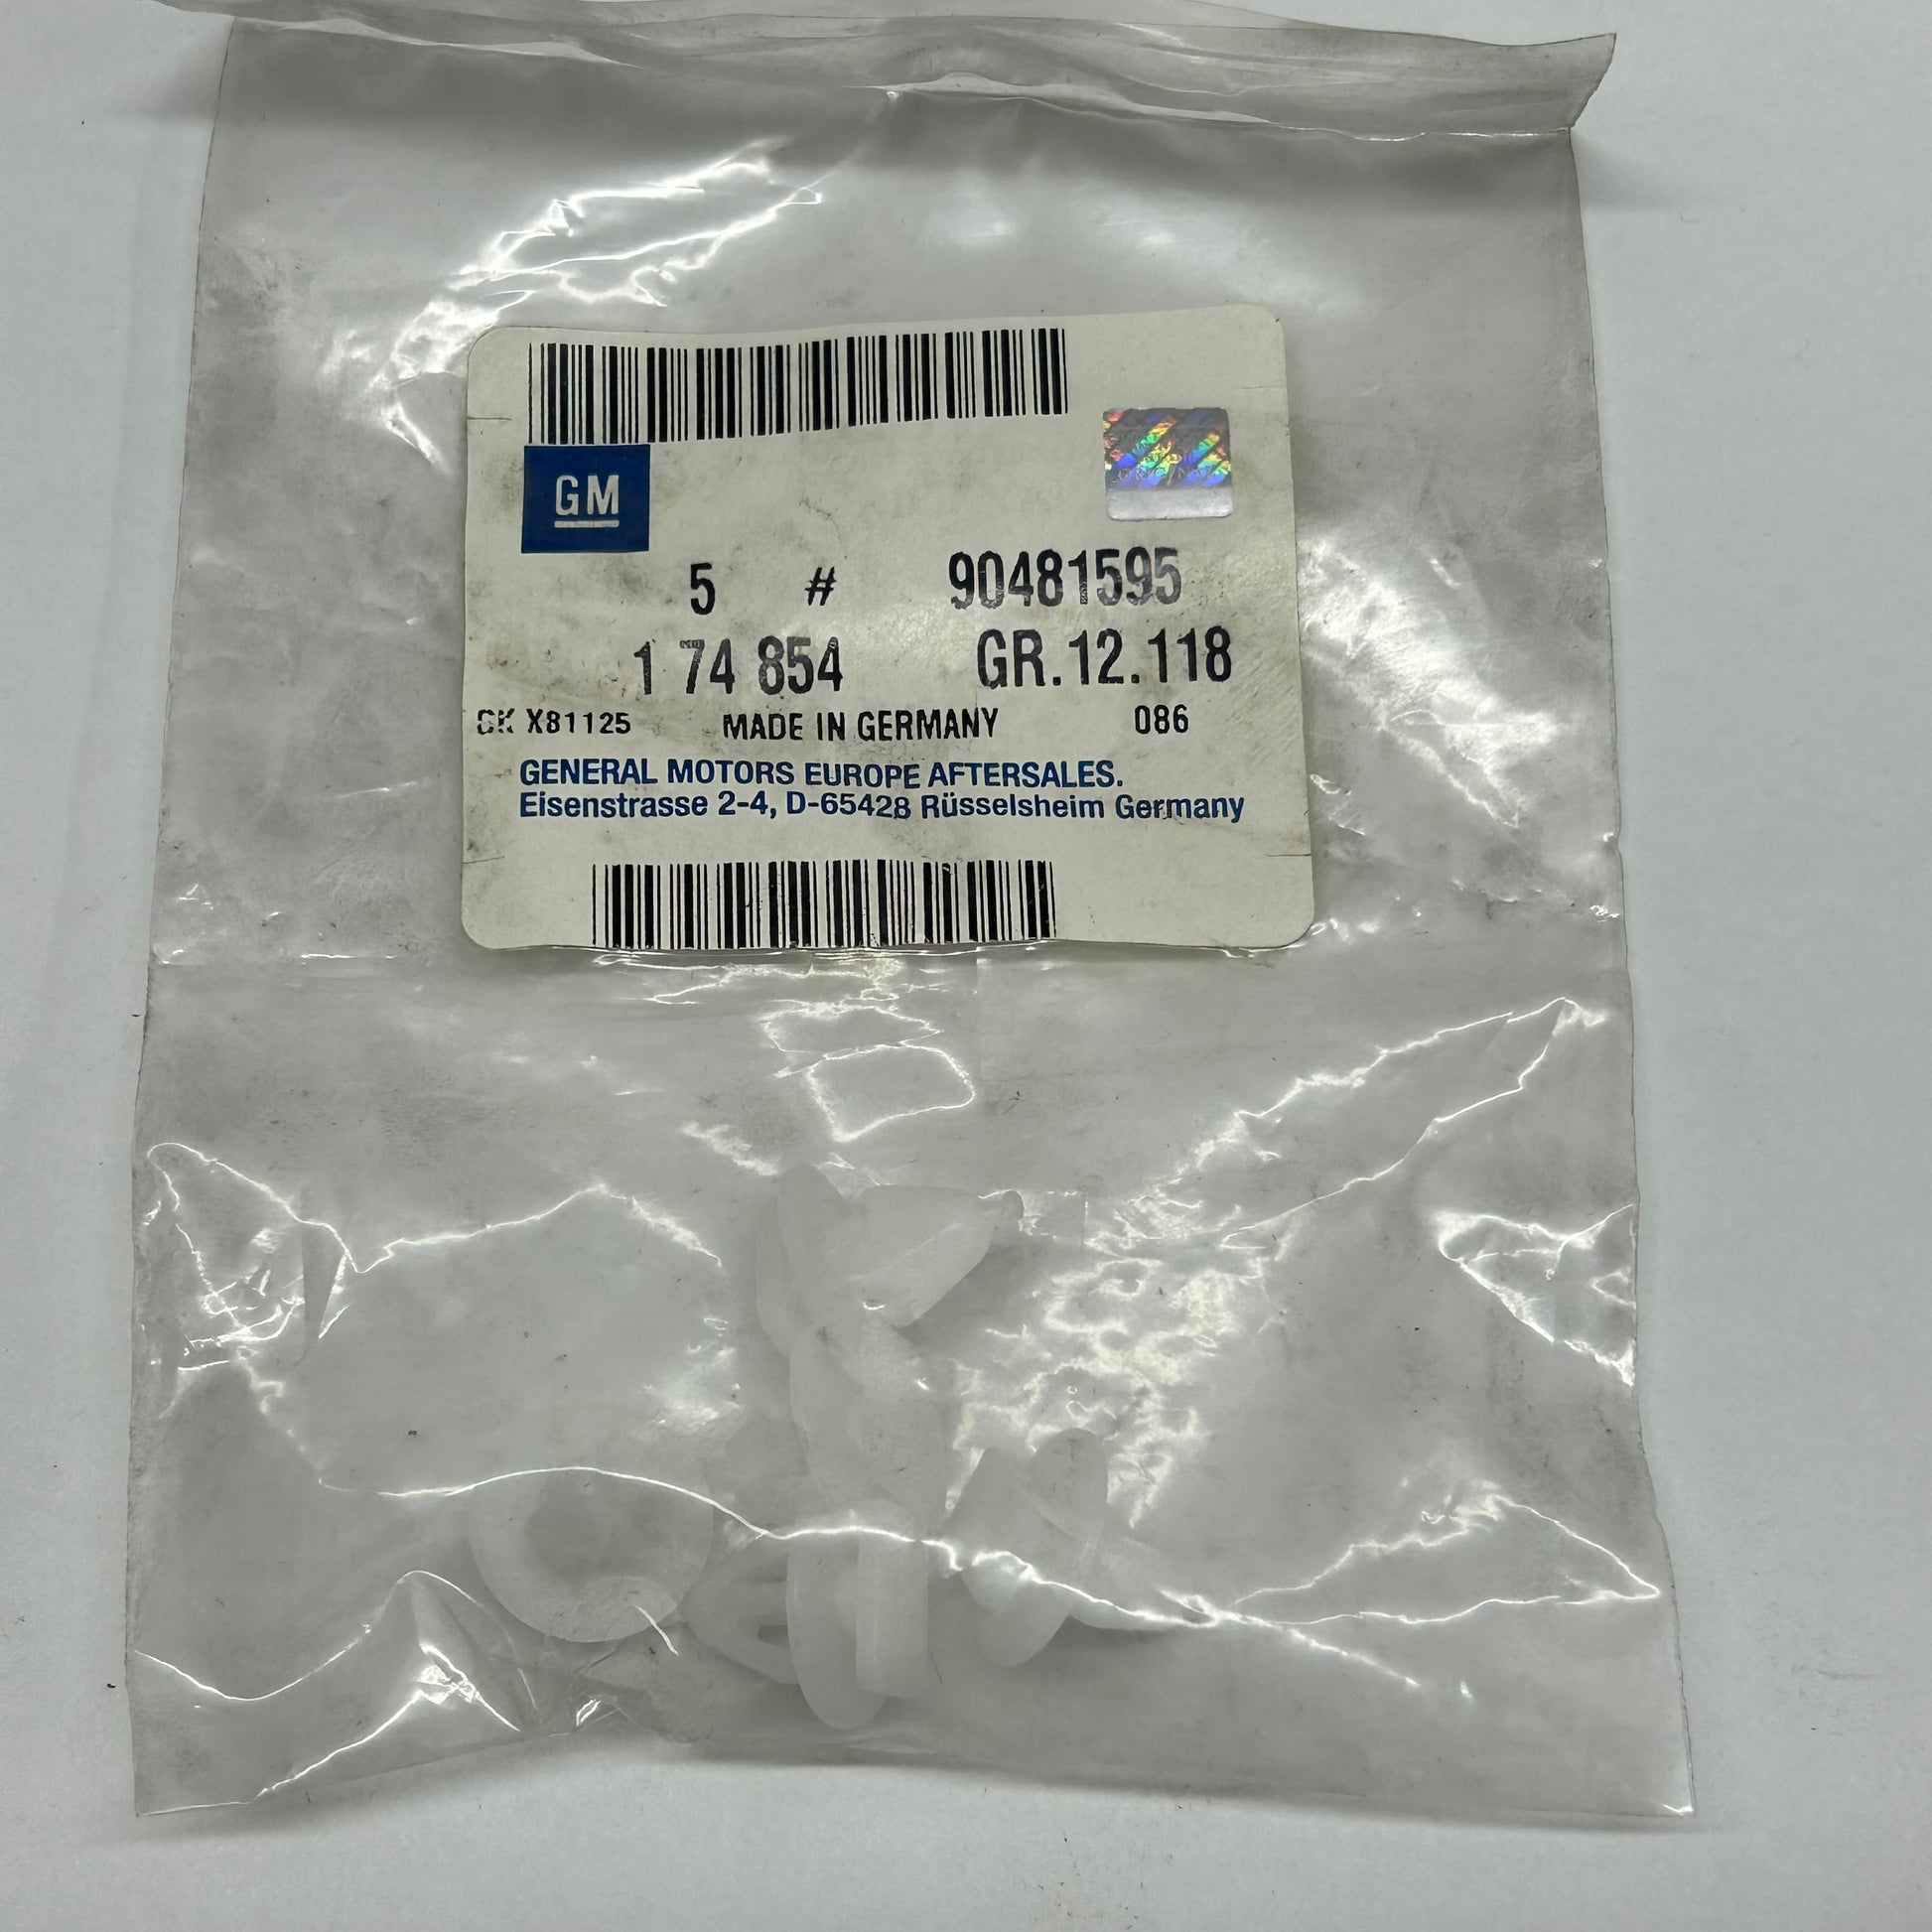 GM
5 # 90481595
1 74 854 GR.12.118
GK X81125 MADE IN GERMANY 086
GENERAL MOTORS EUROPE AFTERSALES.
Eisenstrasse 2-4, D-65428 Rüsselsheim Germany